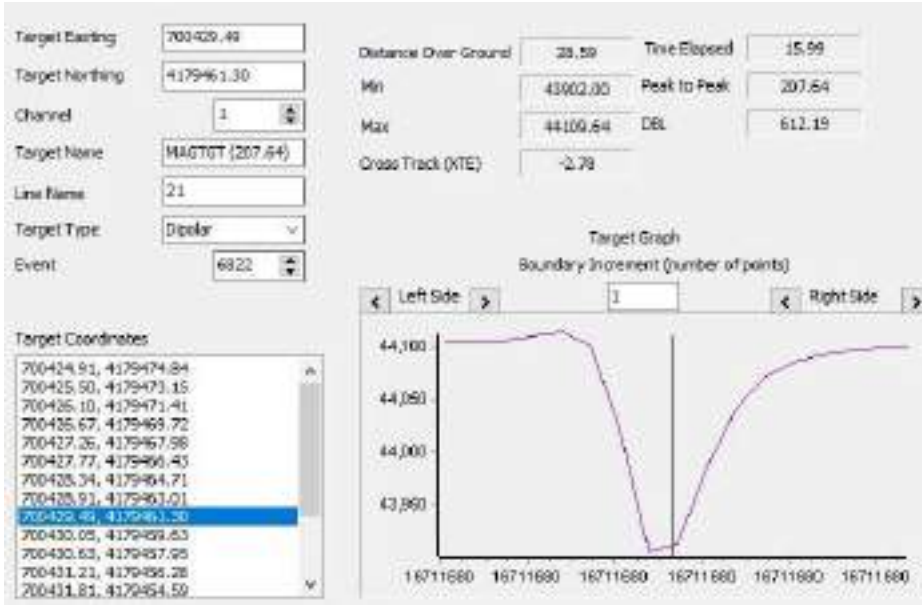 Target Easting 700429.49
Target Northing 4179461.30
Channel 1
Target Name MAGTGT (207.64)
Line Name 21
Target Type Dipolar
Event 6822
Distance Over Ground 28.59 Time Elapsed 15.99
Min 43902.00 Peak to Peak 207.64
Max 44109.64 DBL 612.19
Cross Track (XTE) -2.78
Target Graph
Boundary Increment (number of points)
< Left Side > 1 < Right Side >
Target Coordinates
700424.91, 4179474.84
700425.50, 4179473.15
700426.10, 4179471.41
700426.67, 4179469.72
700427.26, 4179467.98
700427.77, 4179466.43
700428.34, 4179464.71
700428.91, 4179463.01
700429.49, 4179461.30
700430.05, 4179459.63
700430.63, 4179457.95
700431.21, 4179456.28
700431.81, 4179454.59
44,100
44,050
44,000
43,950
16711680 16711680 16711680 16711680 16711680 16711680